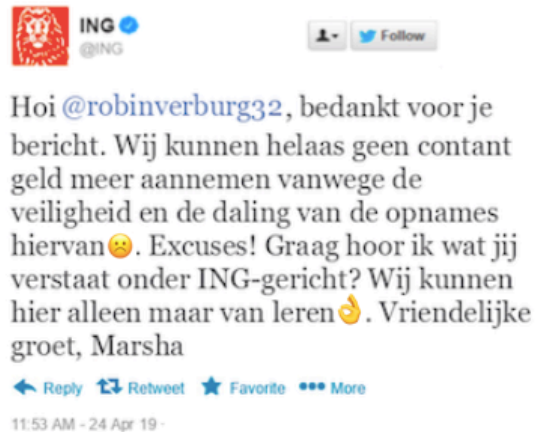 ING
@ING
Follow
Hoi @robinverburg32, bedankt voor je
bericht. Wij kunnen helaas geen contant
geld meer aannemen vanwege de
veiligheid en de daling van de opnames
hiervan☹️. Excuses! Graag hoor ik wat jij
verstaat onder ING-gericht? Wij kunnen
hier alleen maar van leren👌. Vriendelijke
groet, Marsha
Reply Retweet Favorite More
11:53 AM - 24 Apr 19 ·